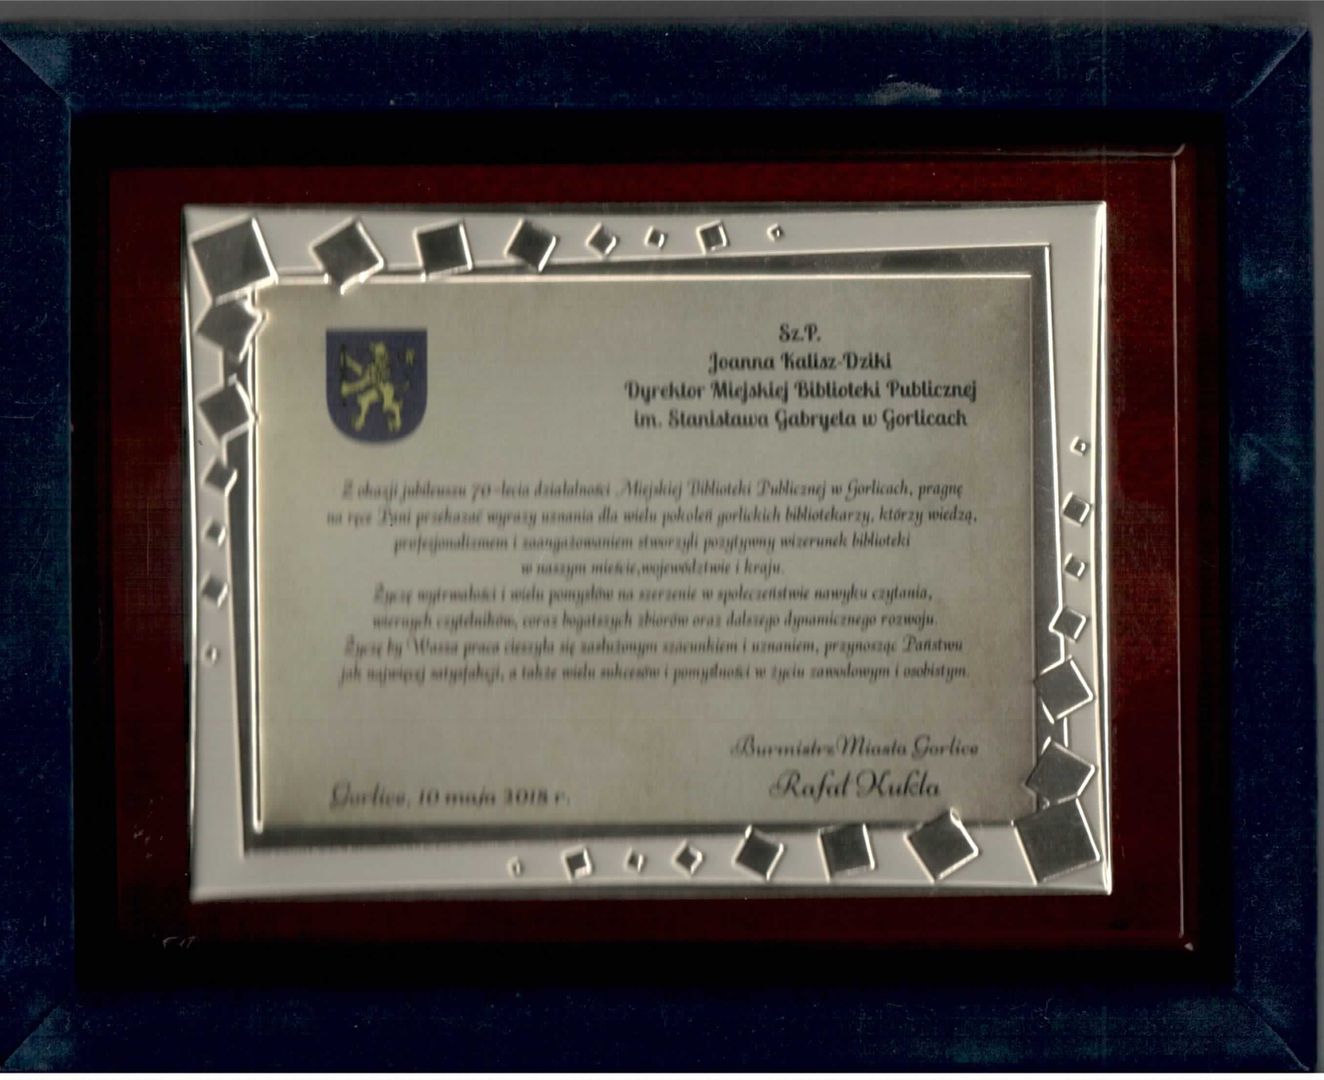 Sz.P.
Joanna Kalisz-Dziki
Dyrektor Miejskiej Biblioteki Publicznej
im. Stanisława Gabryela w Gorlicach
Z okazji jubileuszu 70-lecia działalności Miejskiej Biblioteki Publicznej w Gorlicach, pragnę
na ręce Pani przekazać wyrazy uznania dla wielu pokoleń gorlickich bibliotekarzy, którzy wiedzą,
profesjonalizmem i zaangażowaniem stworzyli pozytywny wizerunek biblioteki
w naszym mieście,województwie i kraju.
Życzę wytrwałości i wielu pomysłów na szerzenie w społeczeństwie nawyku czytania,
wiernych czytelników, coraz bogatszych zbiorów oraz dalszego dynamicznego rozwoju.
Życzę by Wasza praca cieszyła się zasłużonym szacunkiem i uznaniem, przynosząc Państwu
jak najwięcej satysfakcji, a także wielu sukcesów i pomyślności w życiu zawodowym i osobistym.
Burmistrz Miasta Gorlice
Rafał Kukla
Gorlice, 10 maja 2018 r.